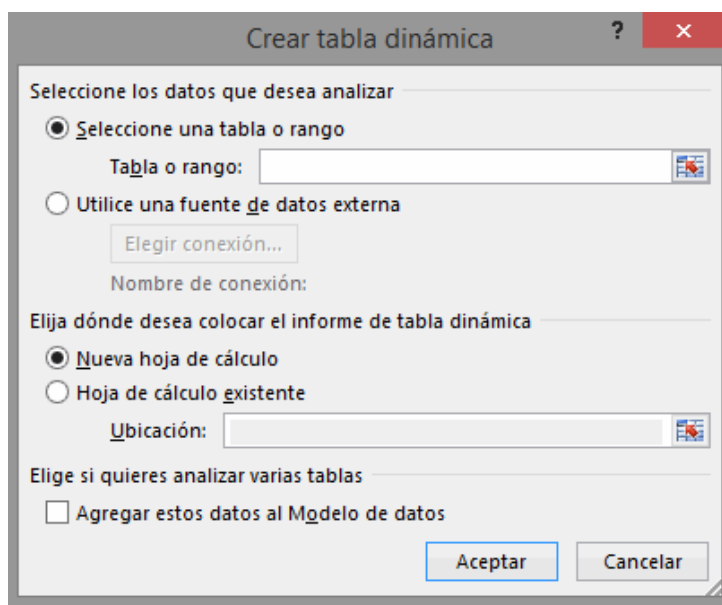 Crear tabla dinámica
?
Seleccione los datos que desea analizar
Seleccione una tabla o rango
Tabla o rango:
Utilice una fuente de datos externa
Elegir conexión...
Nombre de conexión:
Elija dónde desea colocar el informe de tabla dinámica
Nueva hoja de cálculo
Hoja de cálculo existente
Ubicación:
Elige si quieres analizar varias tablas
Agregar estos datos al Modelo de datos
Aceptar Cancelar